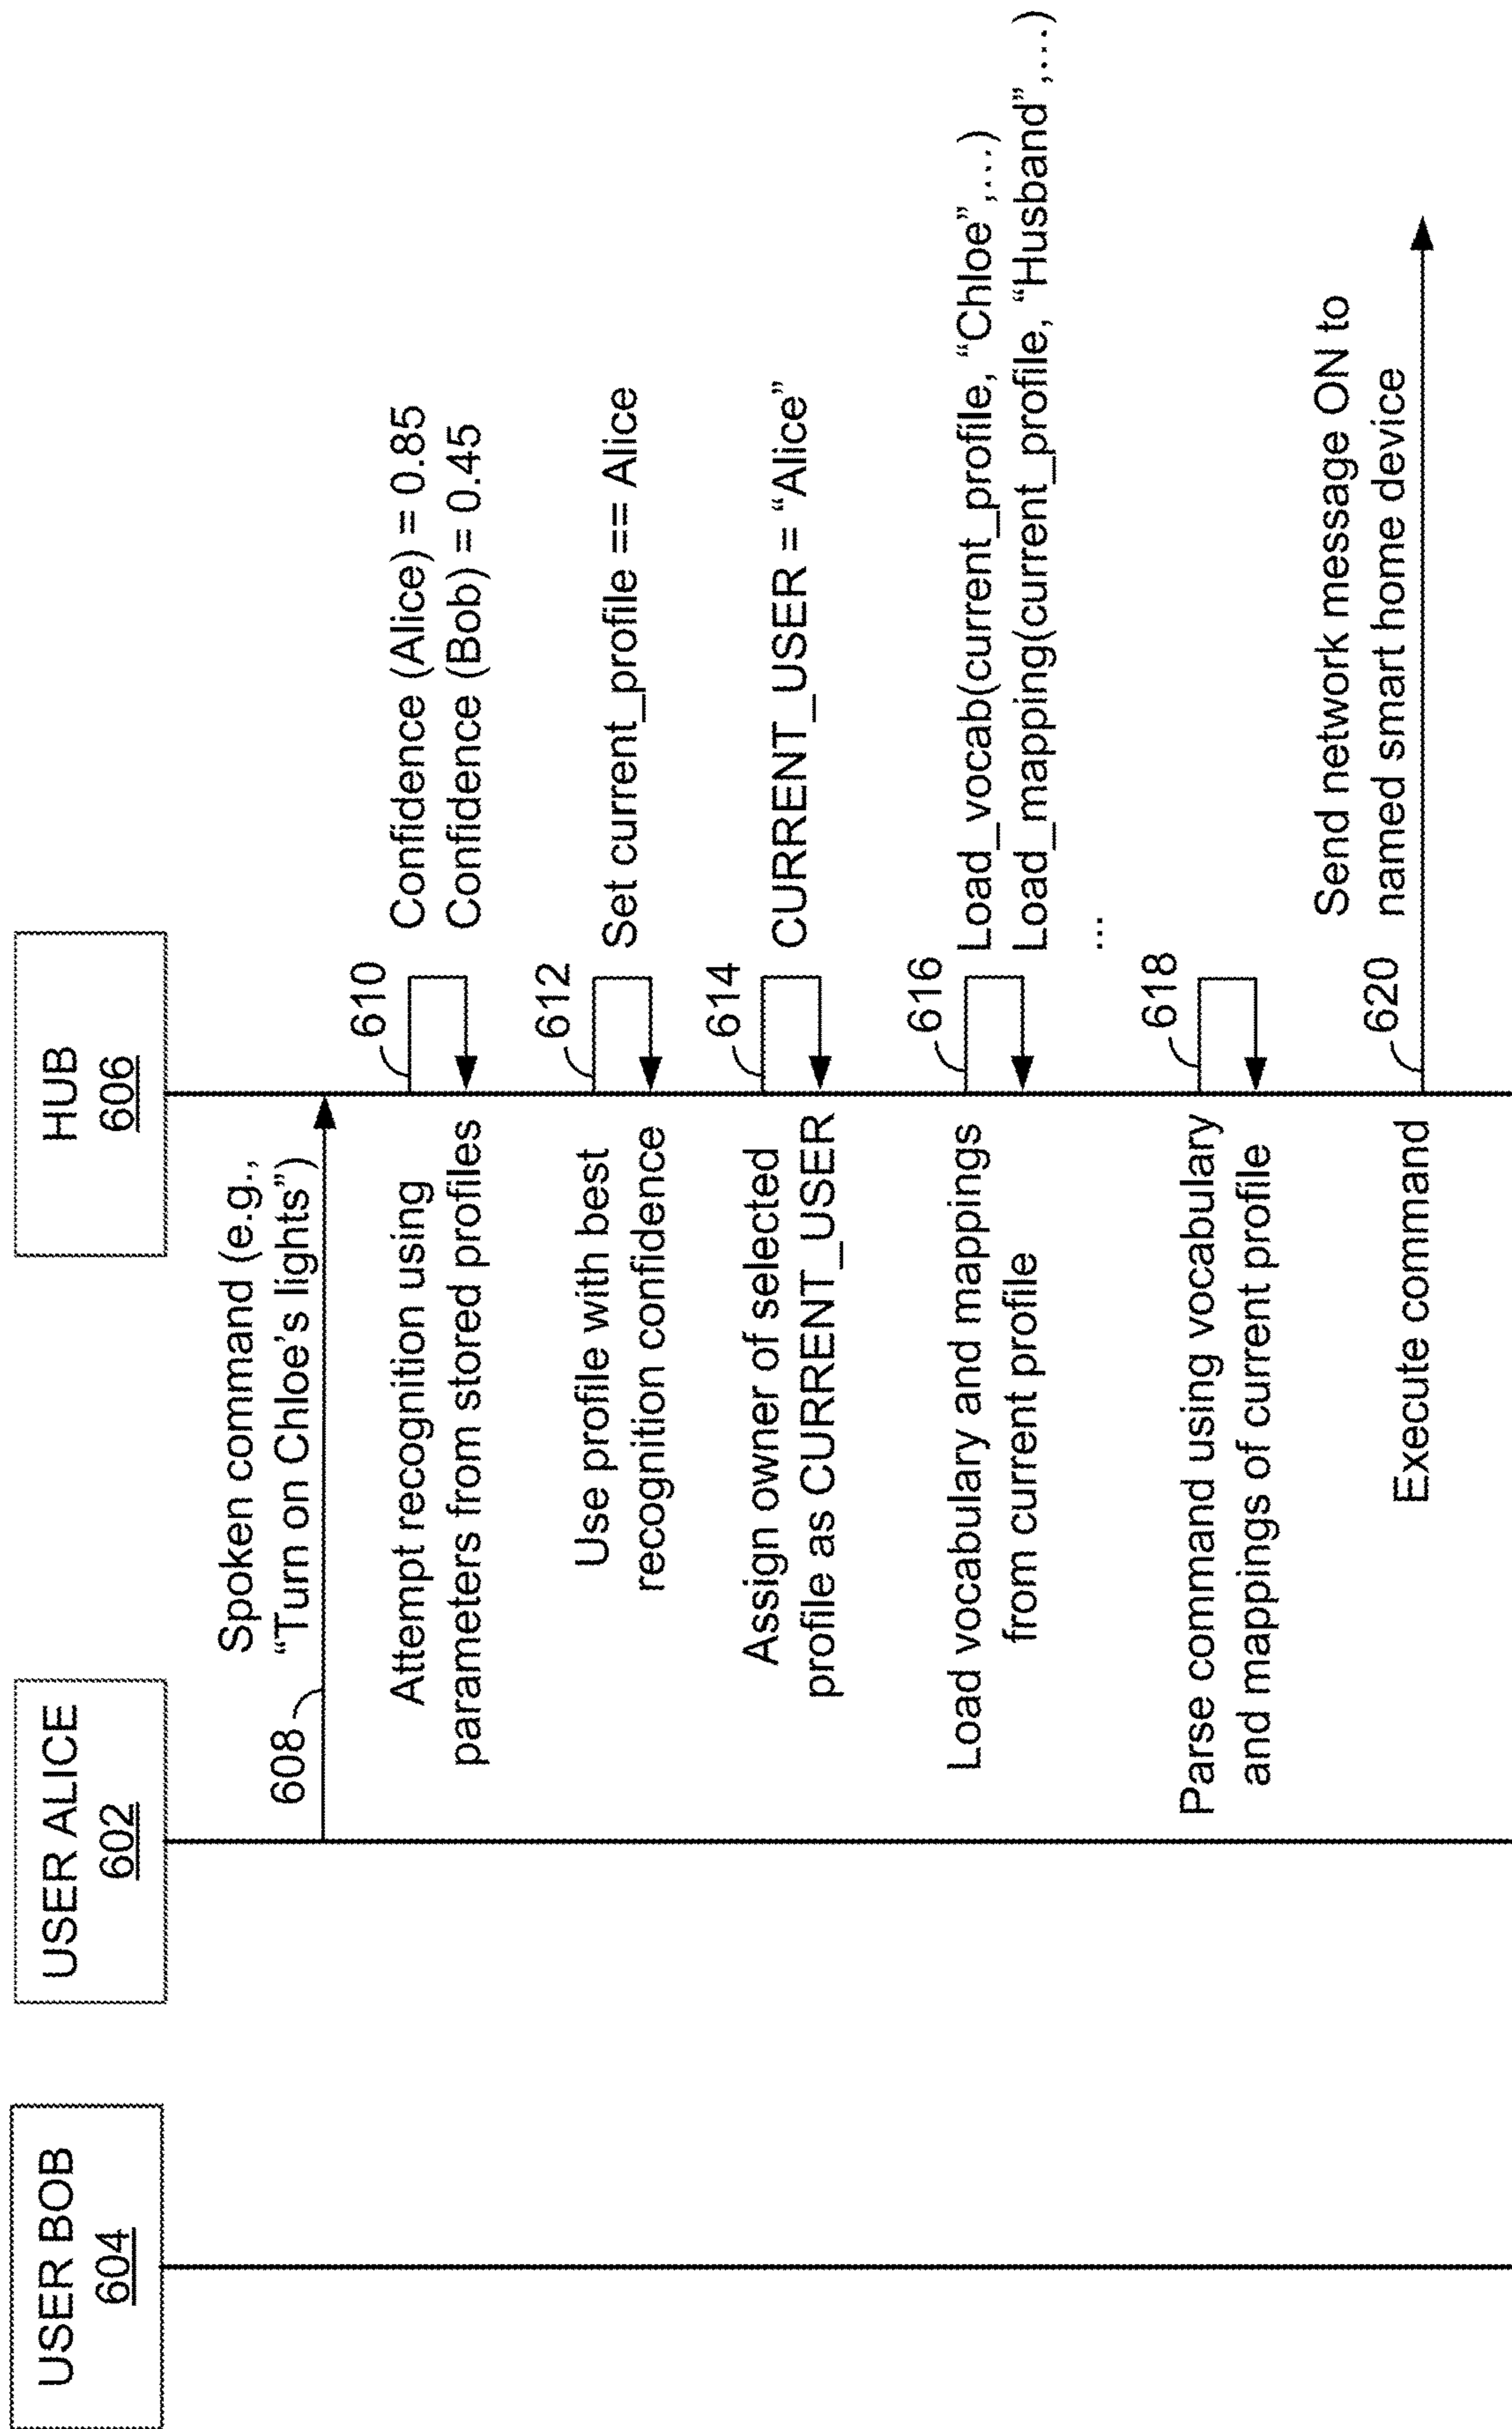 USER BOB
604
USER ALICE
602
HUB
606
608
Spoken command (e.g.,
“Turn on Chloe’s lights”)
Attempt recognition using
parameters from stored profiles
610
Confidence (Alice) = 0.85
Confidence (Bob) = 0.45
Use profile with best
recognition confidence
612
Set current_profile == Alice
Assign owner of selected
profile as CURRENT_USER
614
CURRENT_USER = “Alice”
Load vocabulary and mappings
from current profile
616
Load_vocab(current_profile, “Chloe”,...)
Load_mapping(current_profile, “Husband”,...)
...
Parse command using vocabulary
and mappings of current profile
618
Execute command
620
Send network message ON to
named smart home device